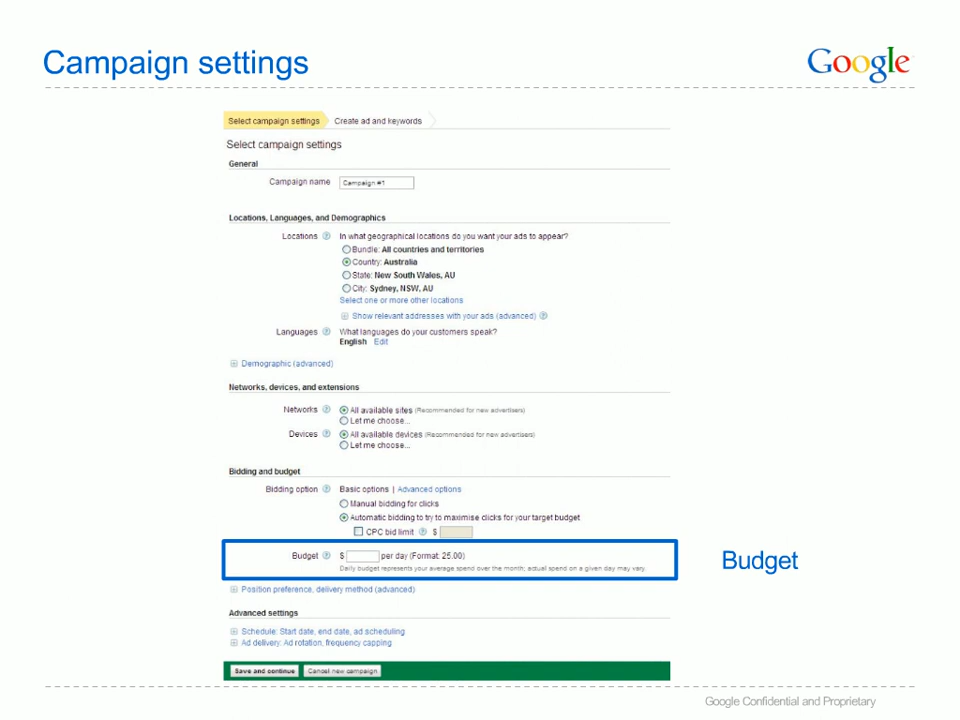 Campaign settings
Google
Select campaign settings
Create ad and keywords
Select campaign settings
General
Campaign name
Campaign #1
Locations, Languages, and Demographics
Locations
In what geographical locations do you want your ads to appear?
Bundle: All countries and territories
Country: Australia
State: New South Wales, AU
City: Sydney, NSW, AU
Select one or more other locations
Show relevant addresses with your ads (advanced)
Languages
What languages do your customers speak?
English Edit
Demographic (advanced)
Networks, devices, and extensions
Networks
All available sites (Recommended for new advertisers)
Let me choose...
Devices
All available devices (Recommended for new advertisers)
Let me choose...
Bidding and budget
Bidding option
Basic options | Advanced options
Manual bidding for clicks
Automatic bidding to try to maximise clicks for your target budget
CPC bid limit $
Budget
$ per day (Format: 25.00)
Daily budget represents your average spend over the month; actual spend on a given day may vary.
Budget
Position preference, delivery method (advanced)
Advanced settings
Schedule: Start date, end date, ad scheduling
Ad delivery: Ad rotation, frequency capping
Save and continue
Cancel new campaign
Google Confidential and Proprietary